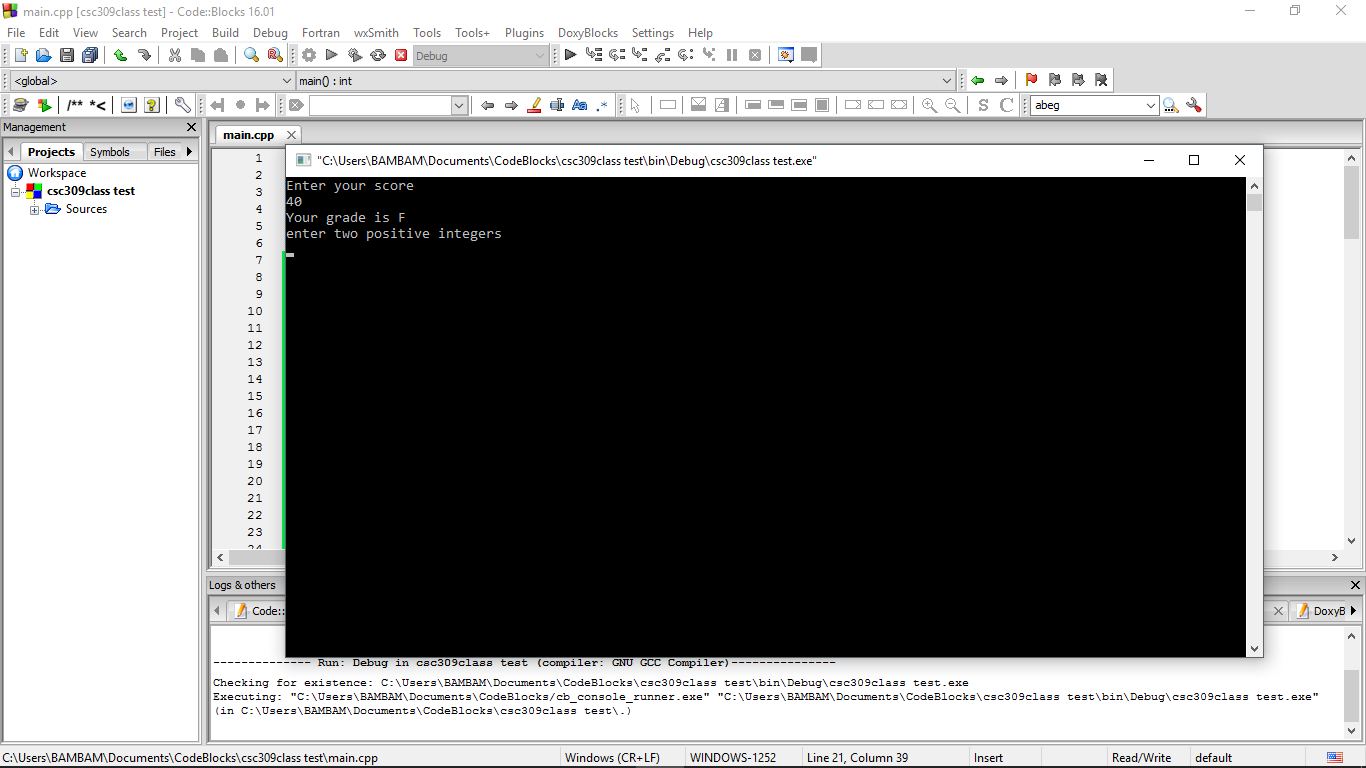 main.cpp [csc309class test] - Code::Blocks 16.01
File Edit View Search Project Build Debug Fortran wxSmith Tools Tools+ Plugins DoxyBlocks Settings Help
Debug
<global> main() : int
/** *< Aa .* S C abeg
Management
main.cpp
Projects Symbols Files
Workspace
csc309class test
Sources
1
2
3
4
5
6
7
8
9
10
11
12
13
14
15
16
17
18
19
20
21
22
23
24
"C:\Users\BAMBAM\Documents\CodeBlocks\csc309class test\bin\Debug\csc309class test.exe"
Enter your score
40
Your grade is F
enter two positive integers
Logs & others
Code:: DoxyB
-------------- Run: Debug in csc309class test (compiler: GNU GCC Compiler)---------------
Checking for existence: C:\Users\BAMBAM\Documents\CodeBlocks\csc309class test\bin\Debug\csc309class test.exe
Executing: "C:\Users\BAMBAM\Documents\CodeBlocks/cb_console_runner.exe" "C:\Users\BAMBAM\Documents\CodeBlocks\csc309class test\bin\Debug\csc309class test.exe"
(in C:\Users\BAMBAM\Documents\CodeBlocks\csc309class test\.)
C:\Users\BAMBAM\Documents\CodeBlocks\csc309class test\main.cpp Windows (CR+LF) WINDOWS-1252 Line 21, Column 39 Insert Read/Write default